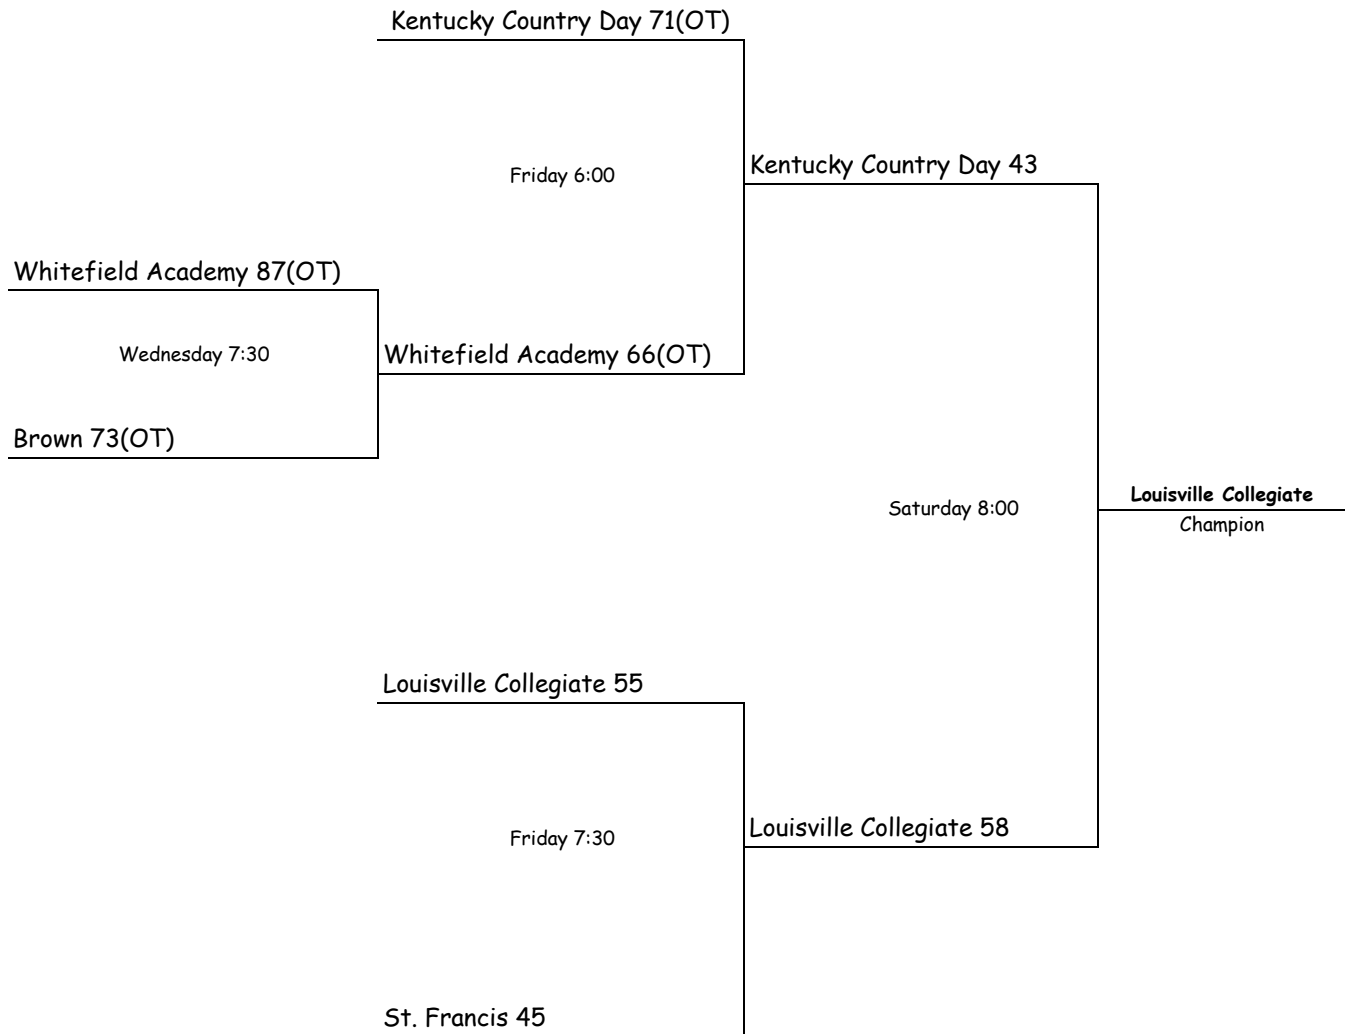 Kentucky Country Day 71(OT)
Friday 6:00
Kentucky Country Day 43
Whitefield Academy 87(OT)
Wednesday 7:30
Whitefield Academy 66(OT)
Brown 73(OT)
Saturday 8:00
Louisville Collegiate
Champion
Louisville Collegiate 55
Friday 7:30
Louisville Collegiate 58
St. Francis 45